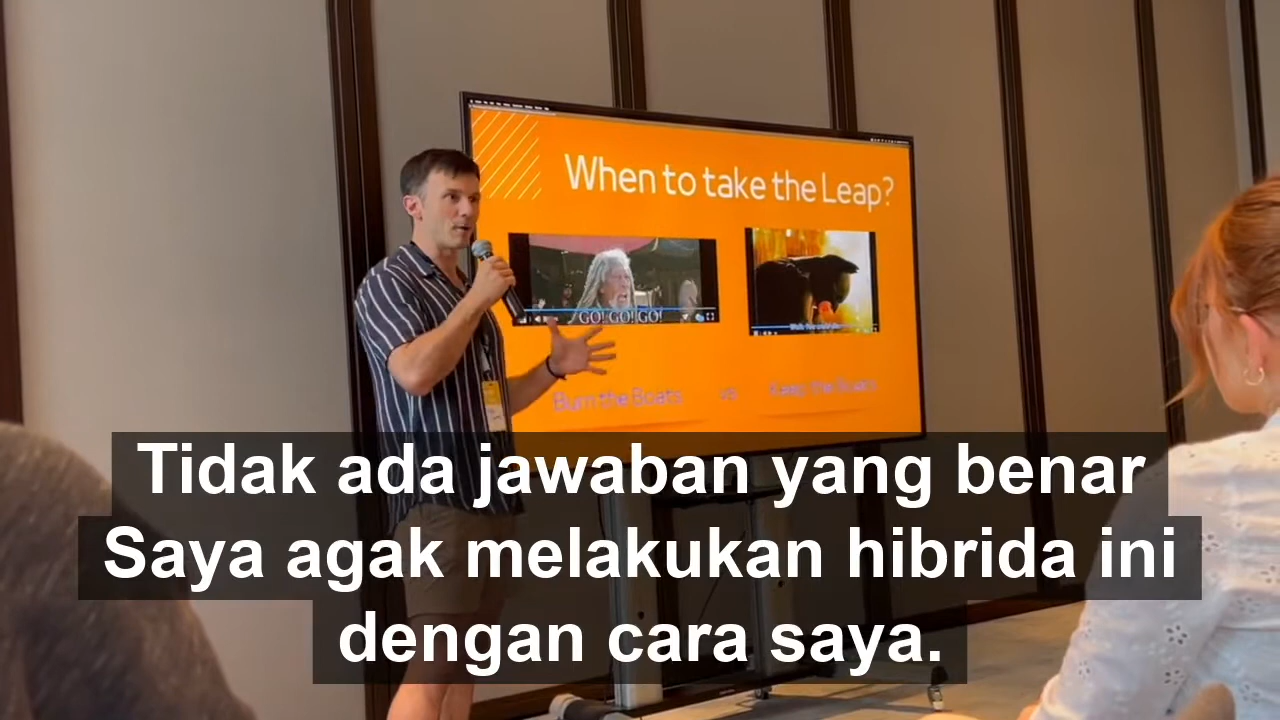 When to take the Leap?
GO! GO! GO!
Burn the Boats vs Keep the Boats
Tidak ada jawaban yang benar
Saya agak melakukan hibrida ini
dengan cara saya.